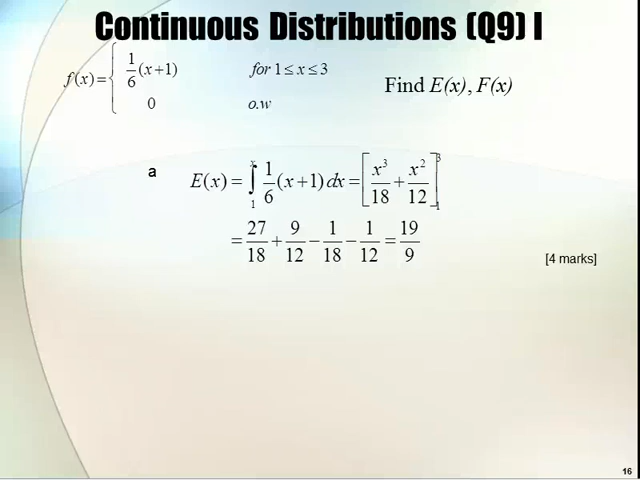 Continuous Distributions (Q9) I
f(x) = { 1/6 (x+1) for 1 ≤ x ≤ 3
0 o.w
Find E(x), F(x)
a
E(x) = ∫₁ˣ 1/6 (x+1) dx = [x³/18 + x²/12]₁³
= 27/18 + 9/12 − 1/18 − 1/12 = 19/9
[4 marks]
16